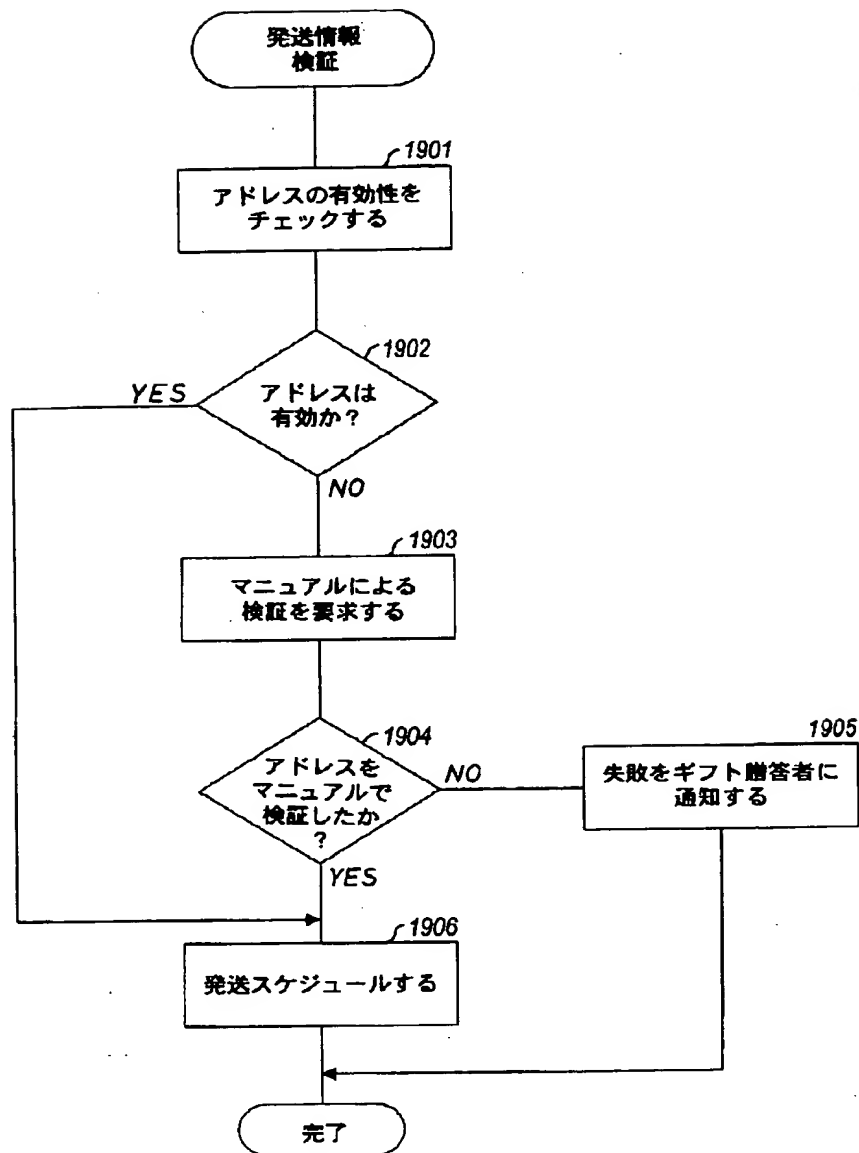 発送情報
検証
1901
アドレスの有効性を
チェックする
1902
YES
アドレスは
有効か?
NO
1903
マニュアルによる
検証を要求する
1904
アドレスを
マニュアルで
検証したか
?
NO
1905
失敗をギフト贈答者に
通知する
YES
1906
発送スケジュールする
完了